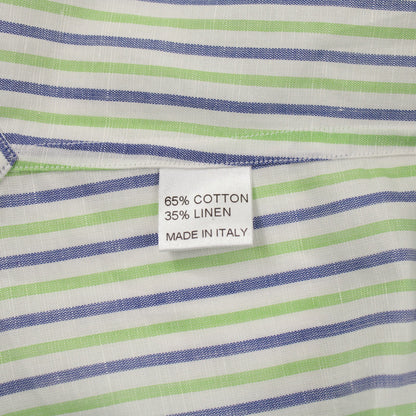 65% COTTON
35% LINEN
MADE IN ITALY